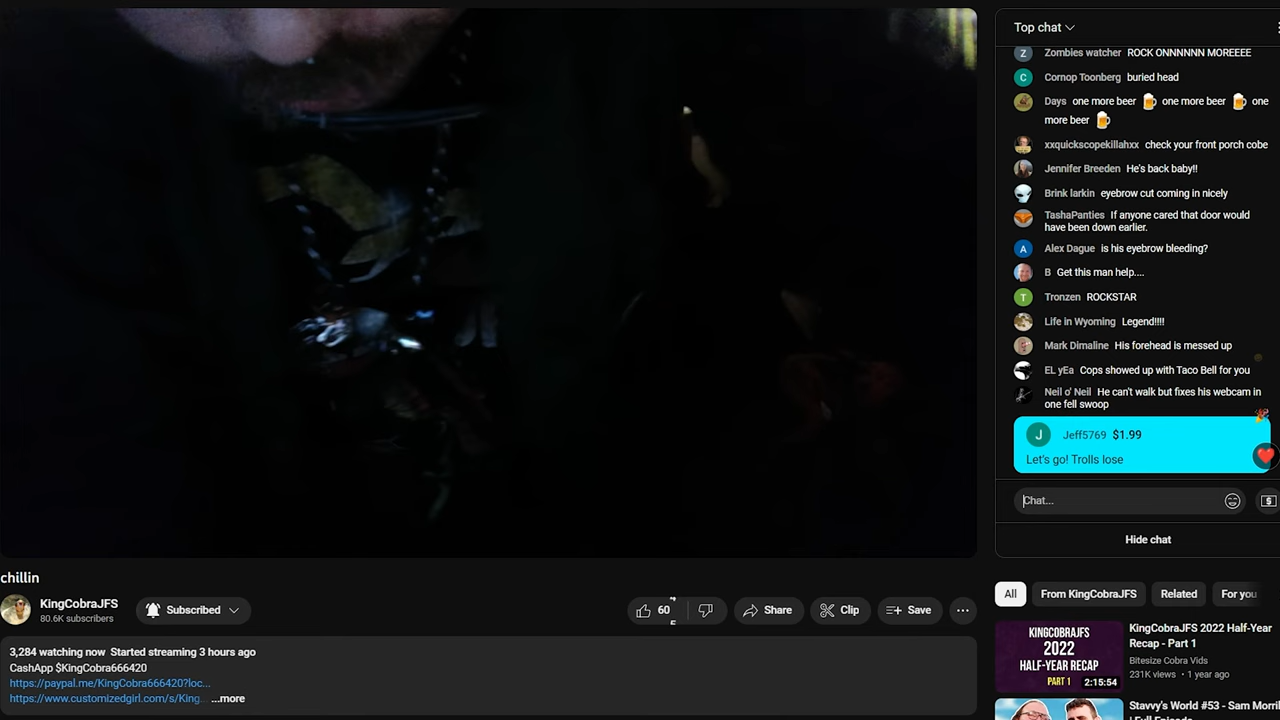 Top chat
Z Zombies watcher ROCK ONNNNNN MOREEEE
C Cornop Toonberg buried head
Days one more beer 🍺 one more beer 🍺 one
more beer 🍺
xxquickscopekillahxx check your front porch cobe
Jennifer Breeden He's back baby!!
Brink larkin eyebrow cut coming in nicely
TashaPanties If anyone cared that door would
have been down earlier.
A Alex Dague is his eyebrow bleeding?
B Get this man help....
T Tronzen ROCKSTAR
Life in Wyoming Legend!!!!
Mark Dimaline His forehead is messed up
EL yEa Cops showed up with Taco Bell for you
Neil o' Neil He can't walk but fixes his webcam in
one fell swoop
J Jeff5769 $1.99
Let's go! Trolls lose
Chat...
Hide chat
chillin
KingCobraJFS
80.6K subscribers
Subscribed
60
Share
Clip
Save
3,284 watching now Started streaming 3 hours ago
CashApp $KingCobra666420
https://paypal.me/KingCobra666420?loc...
https://www.customizedgirl.com/s/King... ...more
All
From KingCobraJFS
Related
For you
KINGCOBRAJFS
2022
HALF-YEAR RECAP
PART 1
2:15:54
KingCobraJFS 2022 Half-Year
Recap - Part 1
Bitesize Cobra Vids
231K views • 1 year ago
Stavvy's World #53 - Sam Morri